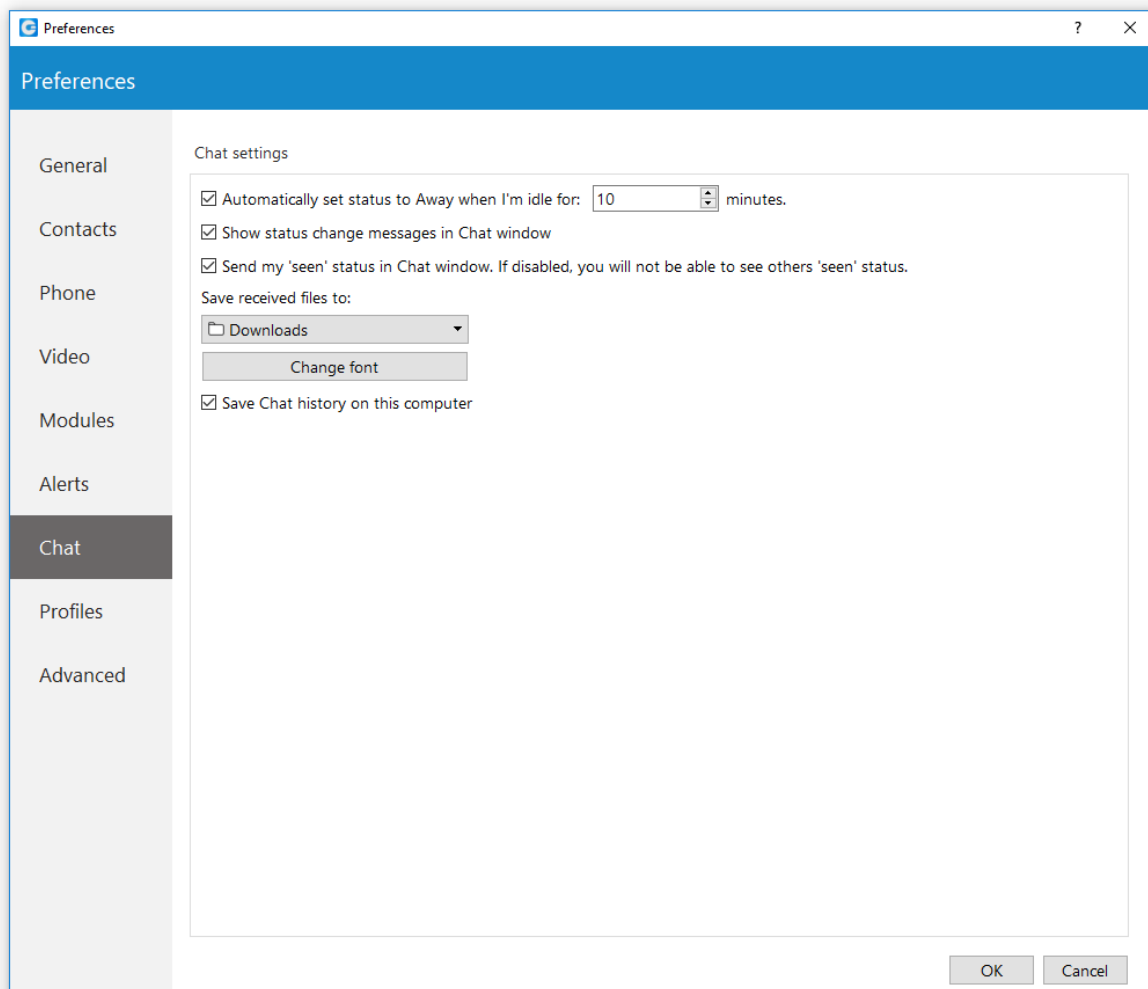 Preferences
?
Preferences
General
Contacts
Phone
Video
Modules
Alerts
Chat
Profiles
Advanced
Chat settings
Automatically set status to Away when I'm idle for: 10 minutes.
Show status change messages in Chat window
Send my 'seen' status in Chat window. If disabled, you will not be able to see others 'seen' status.
Save received files to:
Downloads
Change font
Save Chat history on this computer
OK Cancel